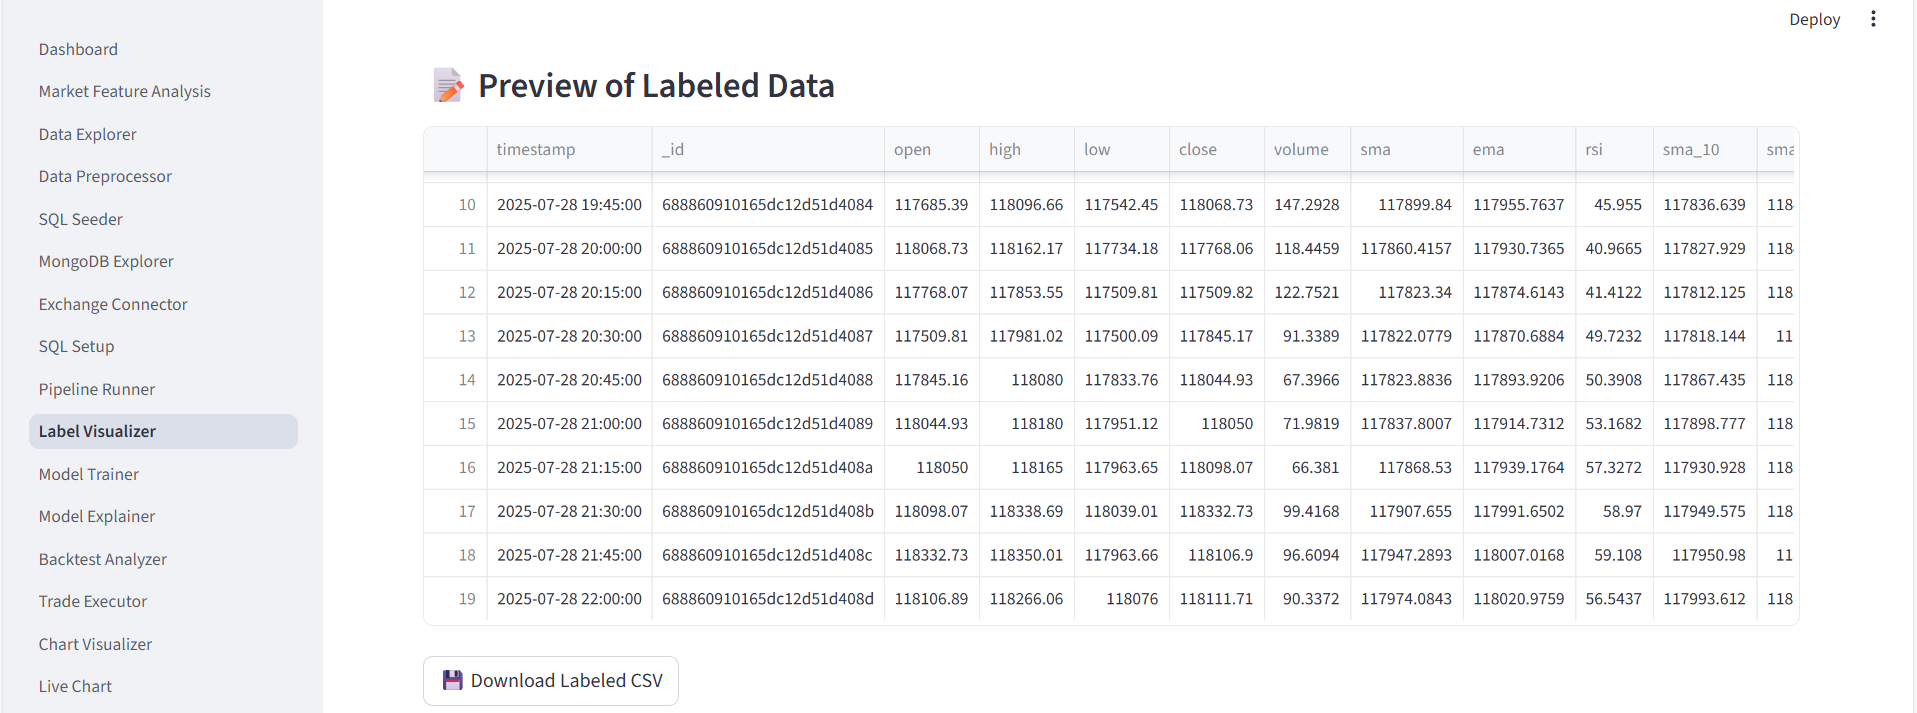 Deploy
Dashboard
Market Feature Analysis
Data Explorer
Data Preprocessor
SQL Seeder
MongoDB Explorer
Exchange Connector
SQL Setup
Pipeline Runner
Label Visualizer
Model Trainer
Model Explainer
Backtest Analyzer
Trade Executor
Chart Visualizer
Live Chart
Preview of Labeled Data
timestamp _id open high low close volume sma ema rsi sma_10 sma
10 2025-07-28 19:45:00 688860910165dc12d51d4084 117685.39 118096.66 117542.45 118068.73 147.2928 117899.84 117955.7637 45.955 117836.639 118
11 2025-07-28 20:00:00 688860910165dc12d51d4085 118068.73 118162.17 117734.18 117768.06 118.4459 117860.4157 117930.7365 40.9665 117827.929 118
12 2025-07-28 20:15:00 688860910165dc12d51d4086 117768.07 117853.55 117509.81 117509.82 122.7521 117823.34 117874.6143 41.4122 117812.125 118
13 2025-07-28 20:30:00 688860910165dc12d51d4087 117509.81 117981.02 117500.09 117845.17 91.3389 117822.0779 117870.6884 49.7232 117818.144 11
14 2025-07-28 20:45:00 688860910165dc12d51d4088 117845.16 118080 117833.76 118044.93 67.3966 117823.8836 117893.9206 50.3908 117867.435 118
15 2025-07-28 21:00:00 688860910165dc12d51d4089 118044.93 118180 117951.12 118050 71.9819 117837.8007 117914.7312 53.1682 117898.777 118
16 2025-07-28 21:15:00 688860910165dc12d51d408a 118050 118165 117963.65 118098.07 66.381 117868.53 117939.1764 57.3272 117930.928 118
17 2025-07-28 21:30:00 688860910165dc12d51d408b 118098.07 118338.69 118039.01 118332.73 99.4168 117907.655 117991.6502 58.97 117949.575 118
18 2025-07-28 21:45:00 688860910165dc12d51d408c 118332.73 118350.01 117963.66 118106.9 96.6094 117947.2893 118007.0168 59.108 117950.98 11
19 2025-07-28 22:00:00 688860910165dc12d51d408d 118106.89 118266.06 118076 118111.71 90.3372 117974.0843 118020.9759 56.5437 117993.612 118
Download Labeled CSV